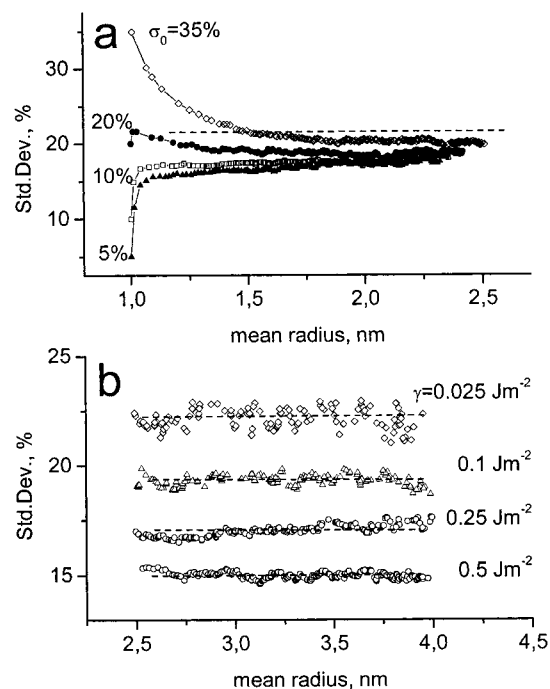 a
σ₀=35%
20%
10%
5%
Std.Dev., %
30
20
10
1,0
1,5
2,0
2,5
mean radius, nm
b
γ=0.025 Jm⁻²
0.1 Jm⁻²
0.25 Jm⁻²
0.5 Jm⁻²
Std.Dev., %
25
20
15
2,5
3,0
3,5
4,0
4,5
mean radius, nm